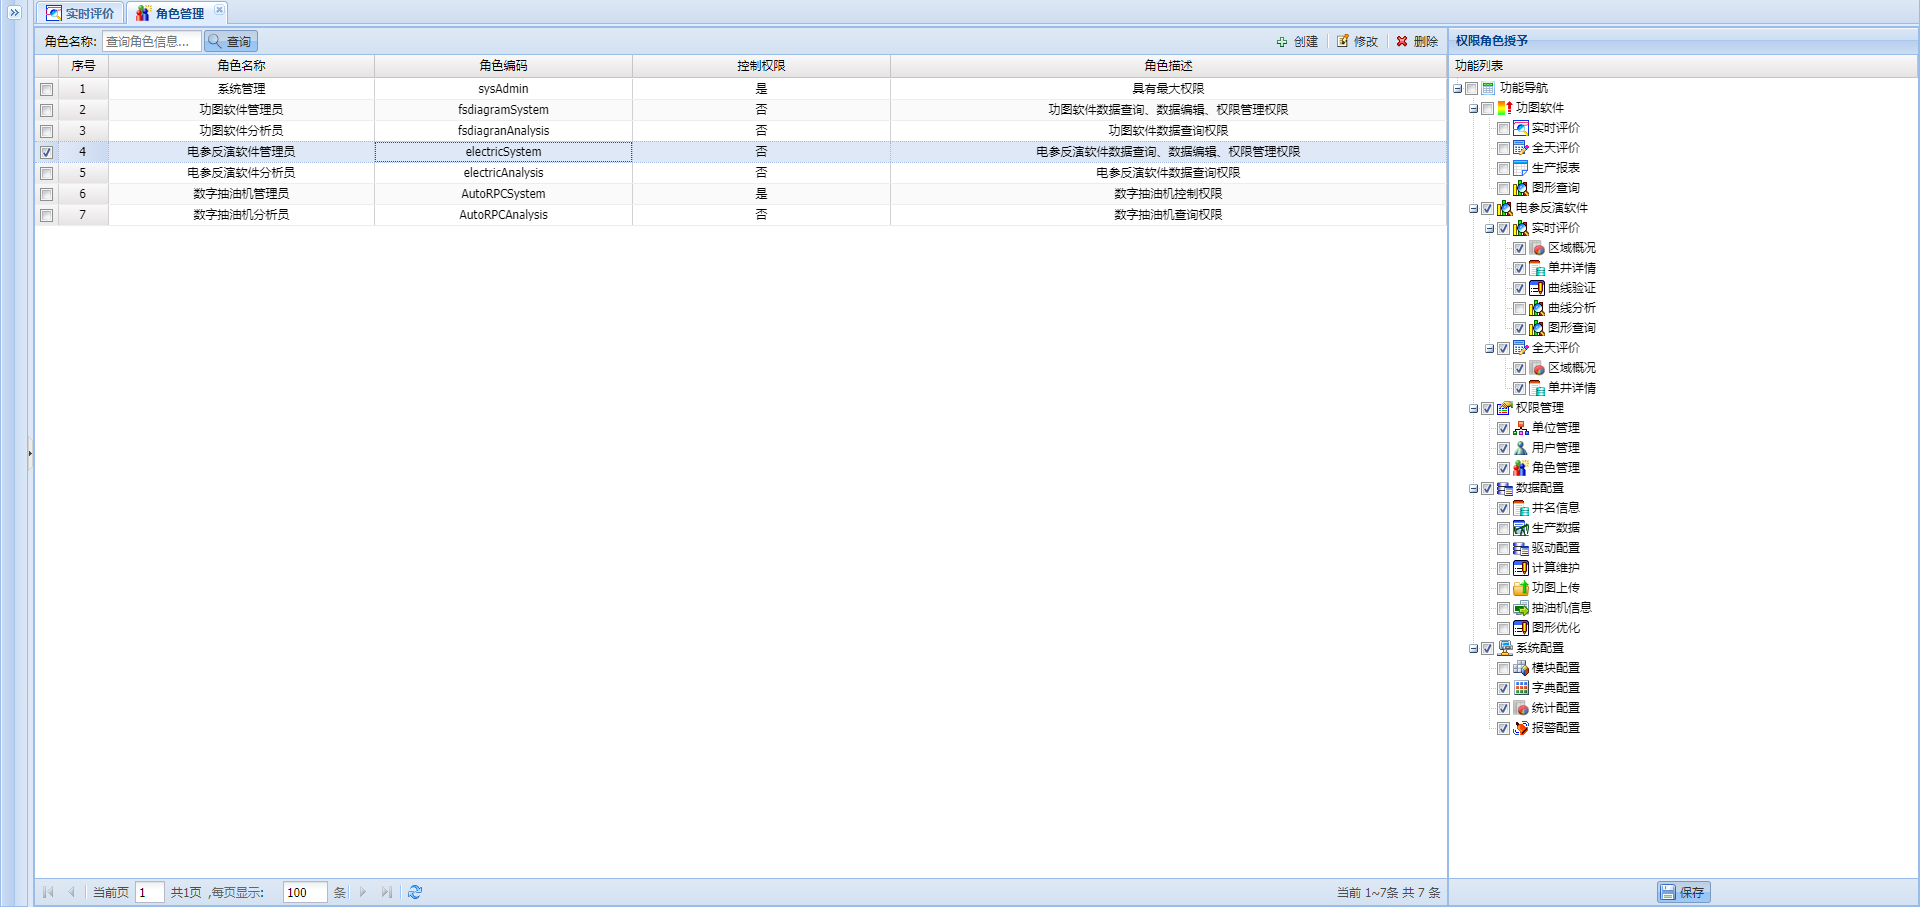 实时评价 角色管理
角色名称: 查询角色信息... 查询 创建 修改 删除
序号 角色名称 角色编码 控制权限 角色描述
1 系统管理 sysAdmin 是 具有最大权限
2 功图软件管理员 fsdiagramSystem 否 功图软件数据查询、数据编辑、权限管理权限
3 功图软件分析员 fsdiagranAnalysis 否 功图软件数据查询权限
4 电参反演软件管理员 electricSystem 否 电参反演软件数据查询、数据编辑、权限管理权限
5 电参反演软件分析员 electricAnalysis 否 电参反演软件数据查询权限
6 数字抽油机管理员 AutoRPCSystem 是 数字抽油机控制权限
7 数字抽油机分析员 AutoRPCAnalysis 否 数字抽油机查询权限
当前页 1 共1页 ,每页显示: 100 条 当前 1~7条 共 7 条
权限角色授予
功能列表
功能导航
功图软件
实时评价
全天评价
生产报表
图形查询
电参反演软件
实时评价
区域概况
单井详情
曲线验证
曲线分析
图形查询
全天评价
区域概况
单井详情
权限管理
单位管理
用户管理
角色管理
数据配置
井名信息
生产数据
驱动配置
计算维护
功图上传
抽油机信息
图形优化
系统配置
模块配置
字典配置
统计配置
报警配置
保存